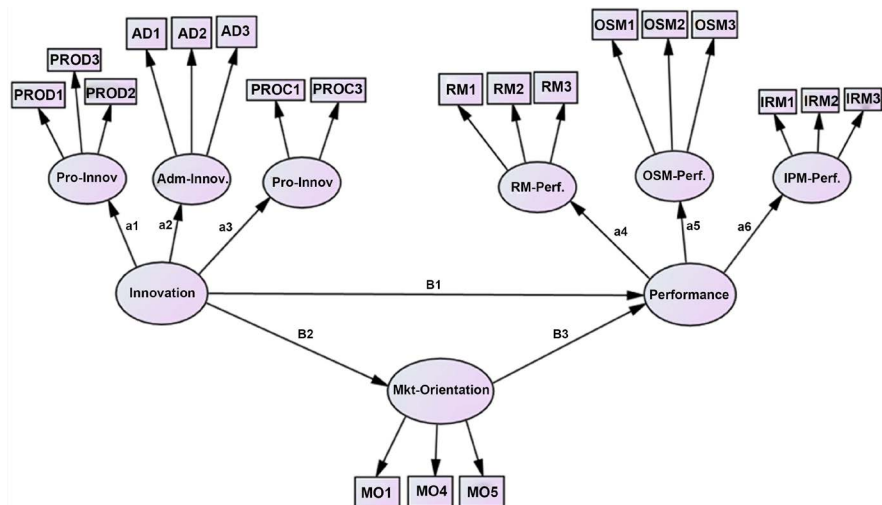 OSM1 OSM2 OSM3
AD1 AD2 AD3
PROD3
PROD1 PROD2
PROC1 PROC3
RM1 RM2 RM3
IRM1 IRM2 IRM3
Pro-Innov Adm-Innov. Pro-Innov
RM-Perf. OSM-Perf. IPM-Perf.
a1 a2 a3
a4 a5 a6
Innovation B1 Performance
B2 B3
Mkt-Orientation
MO1 MO4 MO5